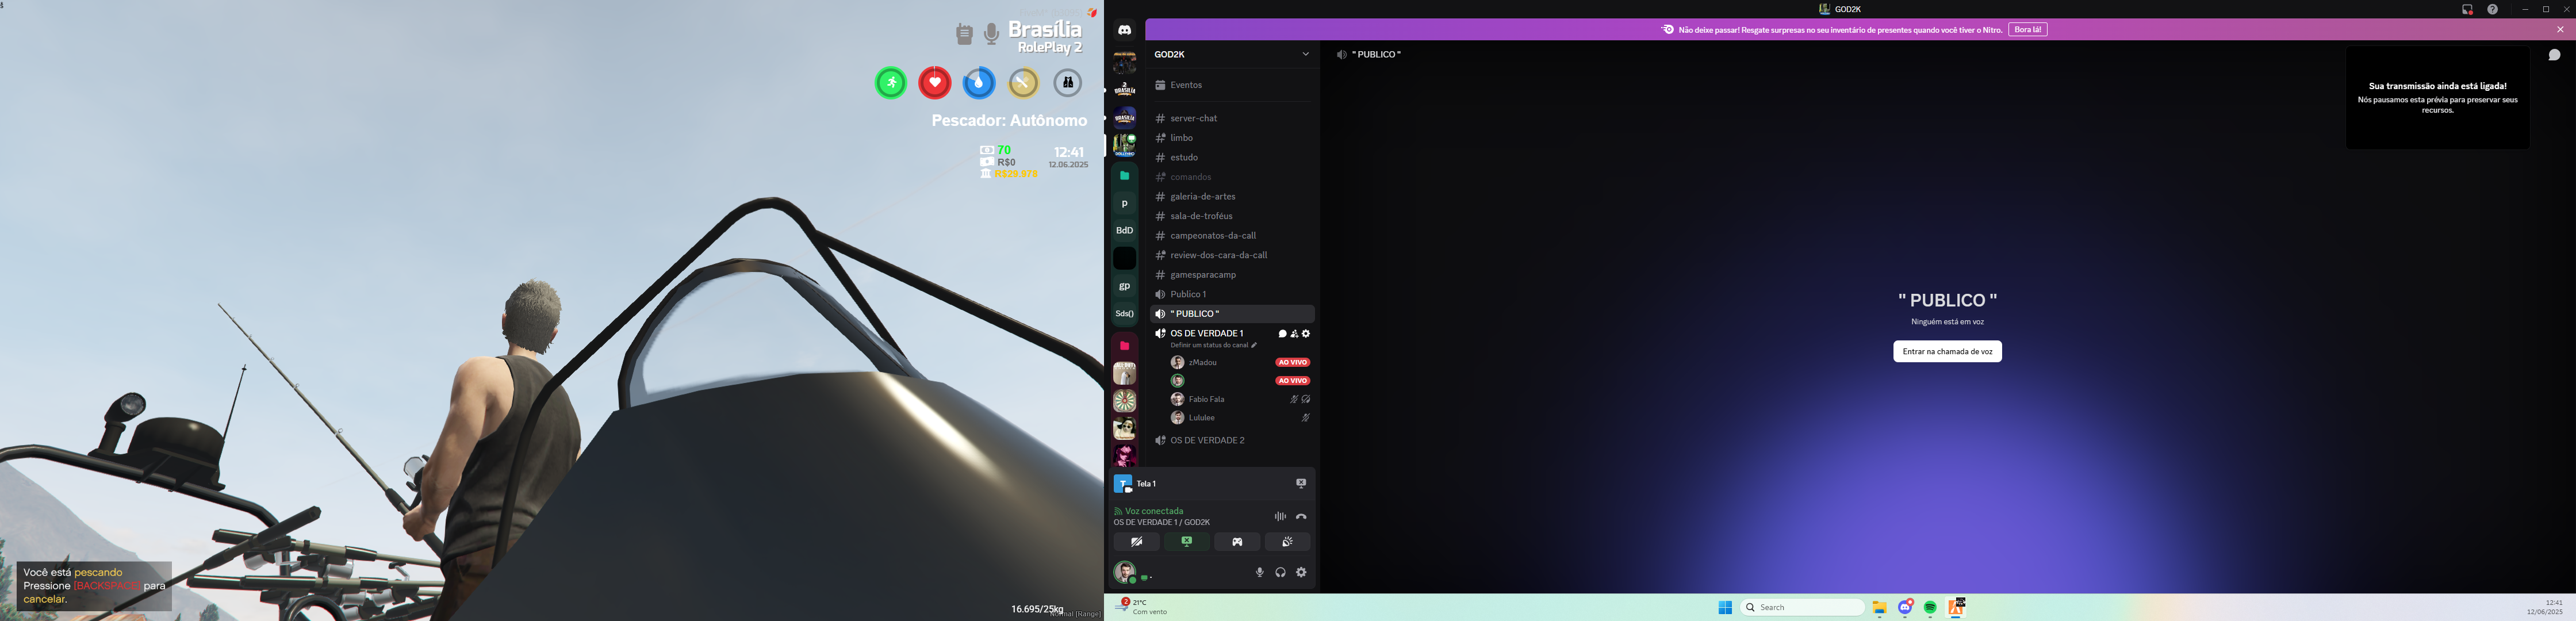 Brasília
RolePlay 2
Pescador: Autônomo
70
R$0
R$29.575
12:41
12.06.2025
Você está pescando
Pressione [BACKSPACE] para
cancelar.
16.695/25kg
Normal [Range]
GOD2K
Não deixe passar! Resgate surpresas no seu inventário de presentes quando você tiver o Nitro.
Bora lá!
GOD2K
Eventos
server-chat
limbo
estudo
comandos
galeria-de-artes
sala-de-troféus
campeonatos-da-call
review-dos-cara-da-call
gamesparacamp
Publico 1
" PUBLICO "
OS DE VERDADE 1
Definir um status do canal
zMadou
AO VIVO
AO VIVO
Fabio Fala
Lululee
OS DE VERDADE 2
p
BdD
gp
Sds()
T
Tela 1
Voz conectada
OS DE VERDADE 1 / GOD2K
" PUBLICO "
Sua transmissão ainda está ligada!
Nós pausamos esta prévia para preservar seus
recursos.
" PUBLICO "
Ninguém está em voz
Entrar na chamada de voz
2
21°C
Com vento
Search
12:41
12/06/2025